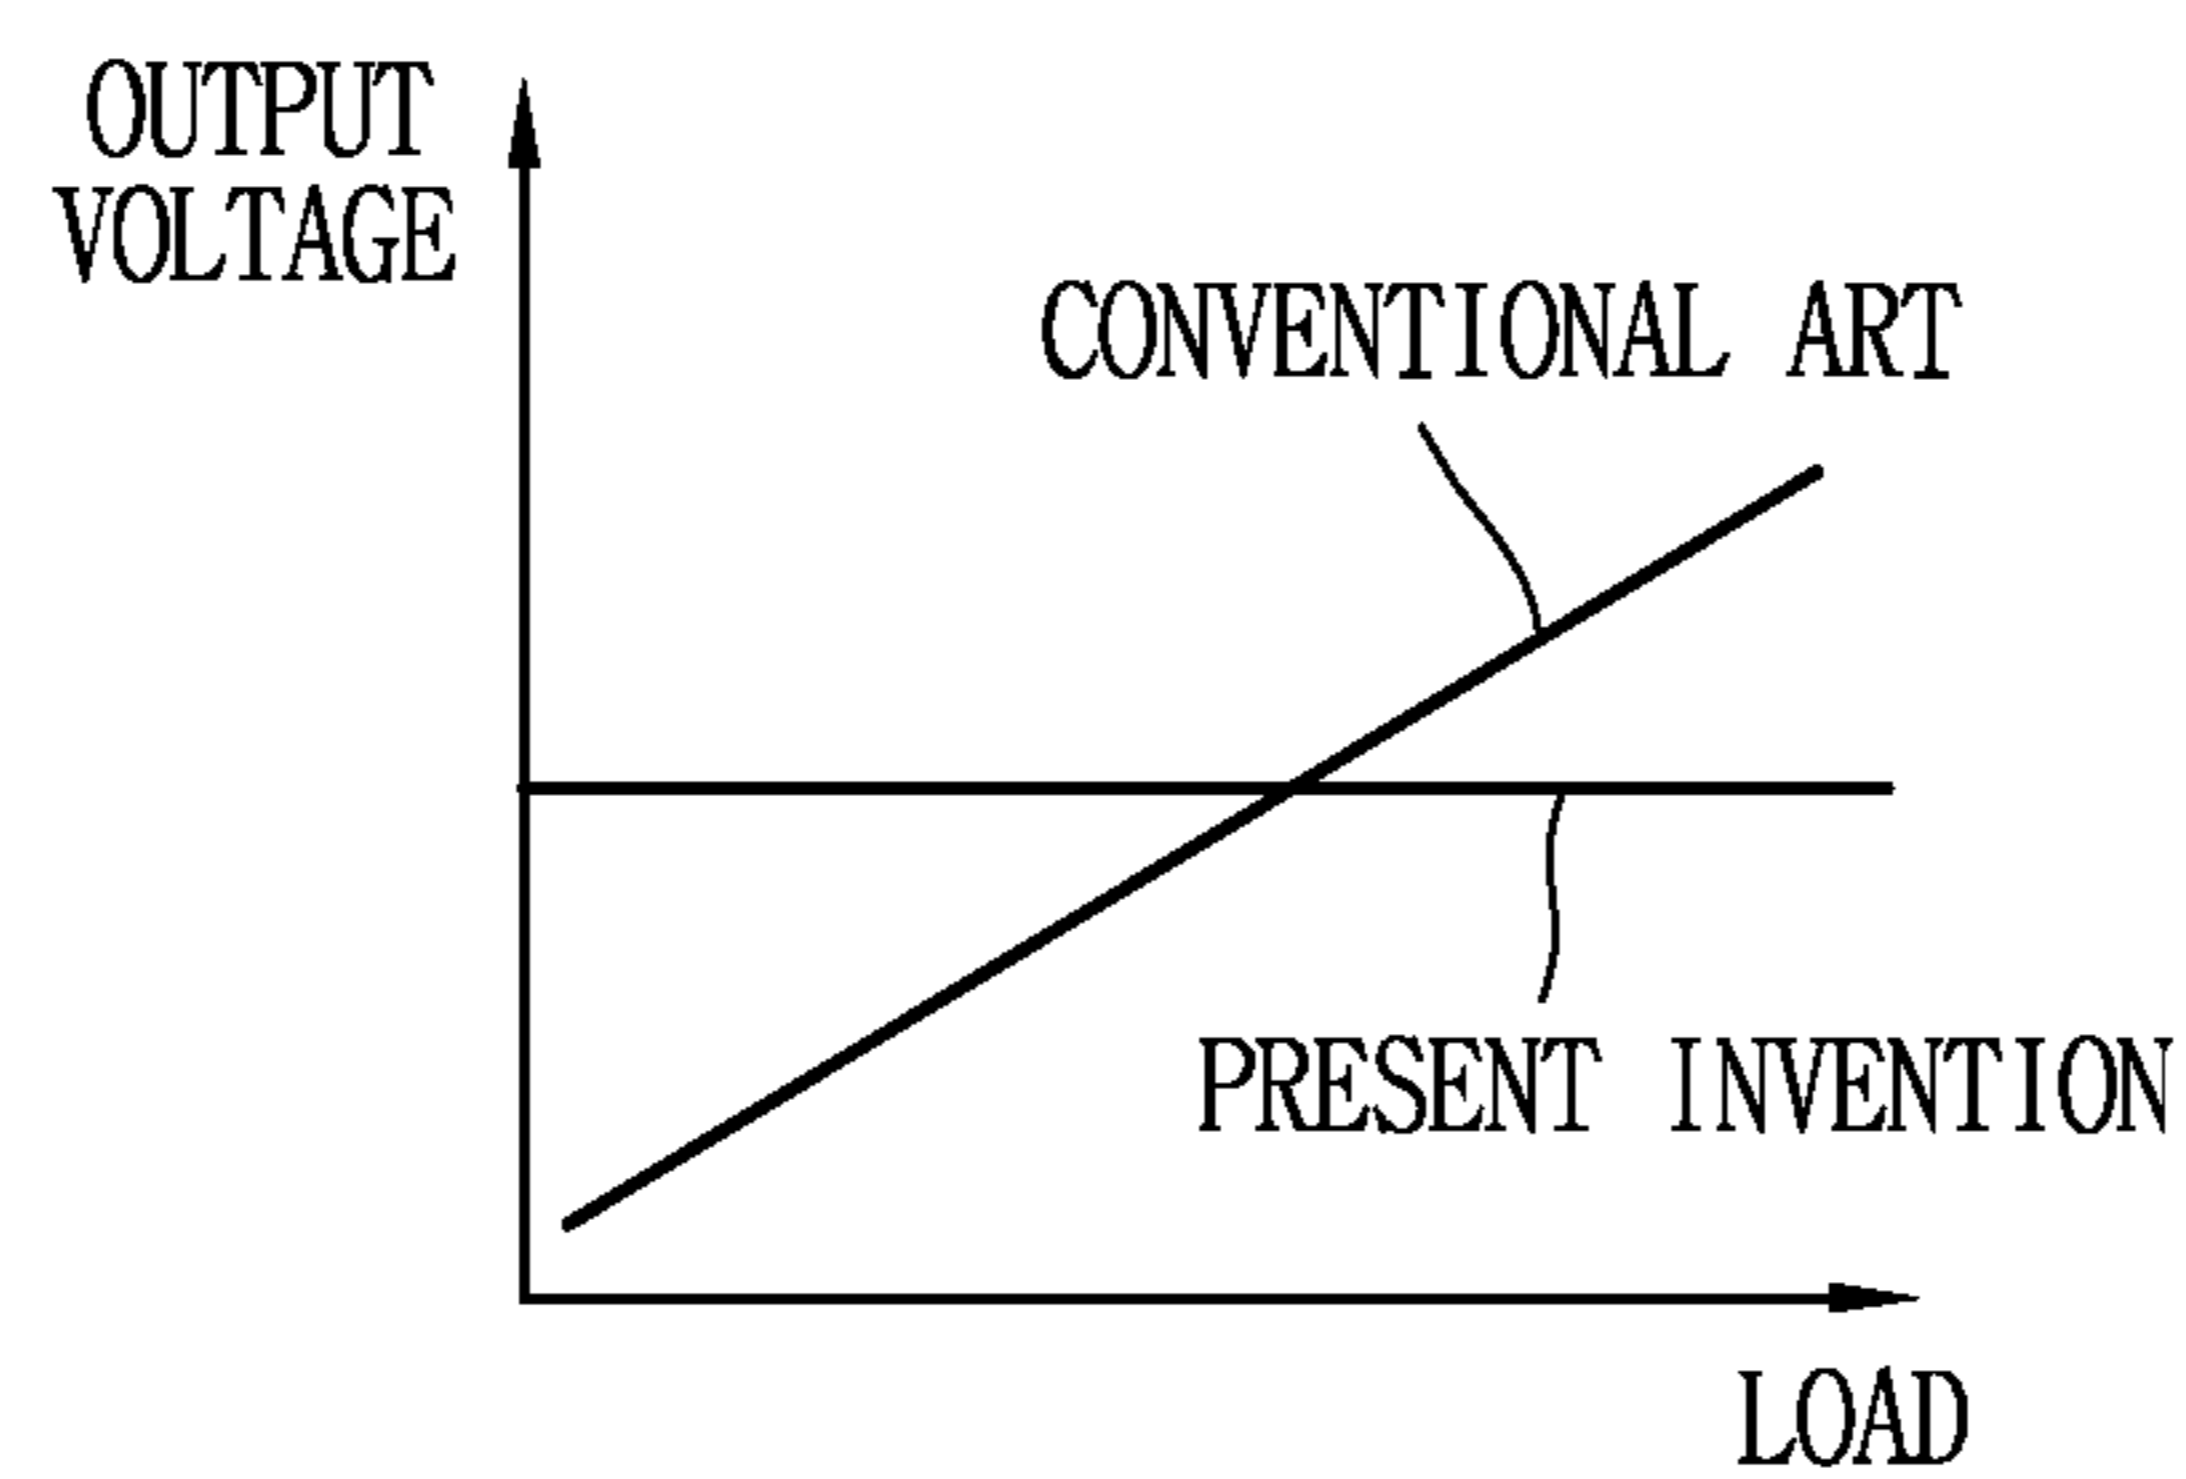 OUTPUT
VOLTAGE
CONVENTIONAL ART
PRESENT INVENTION
LOAD